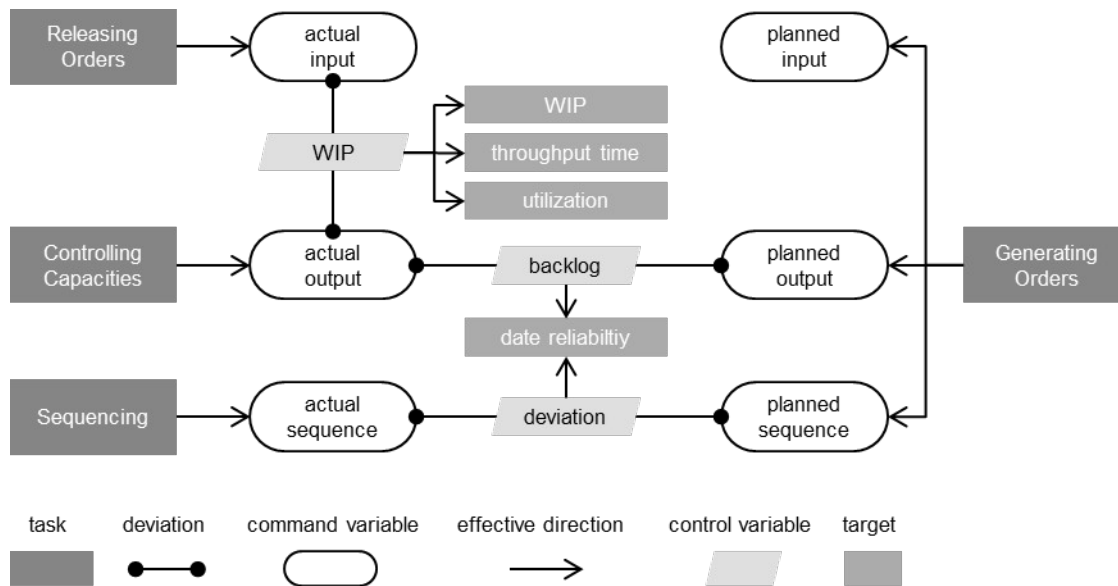 Releasing
Orders
actual
input
planned
input
WIP
WIP
throughput time
utilization
Controlling
Capacities
actual
output
backlog
planned
output
Generating
Orders
date reliabiltiy
Sequencing
actual
sequence
deviation
planned
sequence
task
deviation
command variable
effective direction
control variable
target